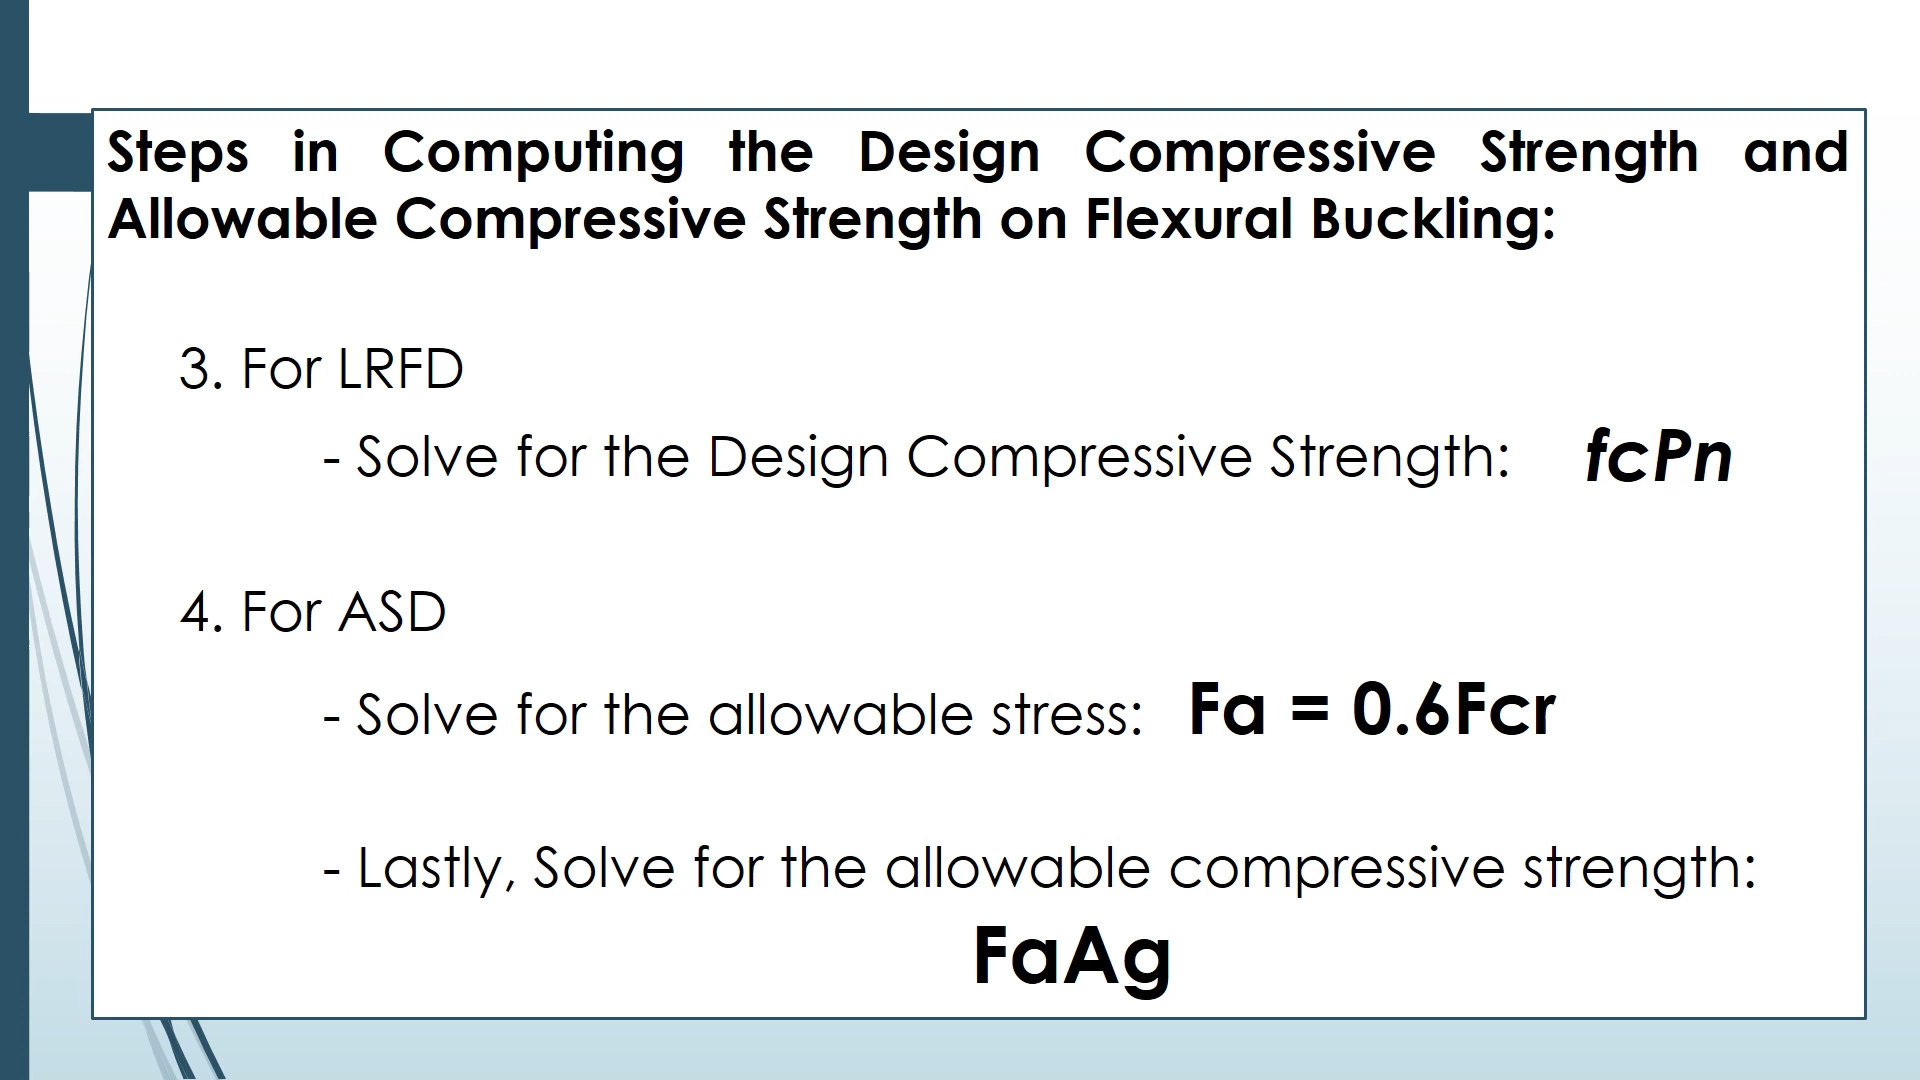 Steps in Computing the Design Compressive Strength and
Allowable Compressive Strength on Flexural Buckling:
3. For LRFD
- Solve for the Design Compressive Strength: fcPn
4. For ASD
- Solve for the allowable stress: Fa = 0.6Fcr
- Lastly, Solve for the allowable compressive strength:
FaAg